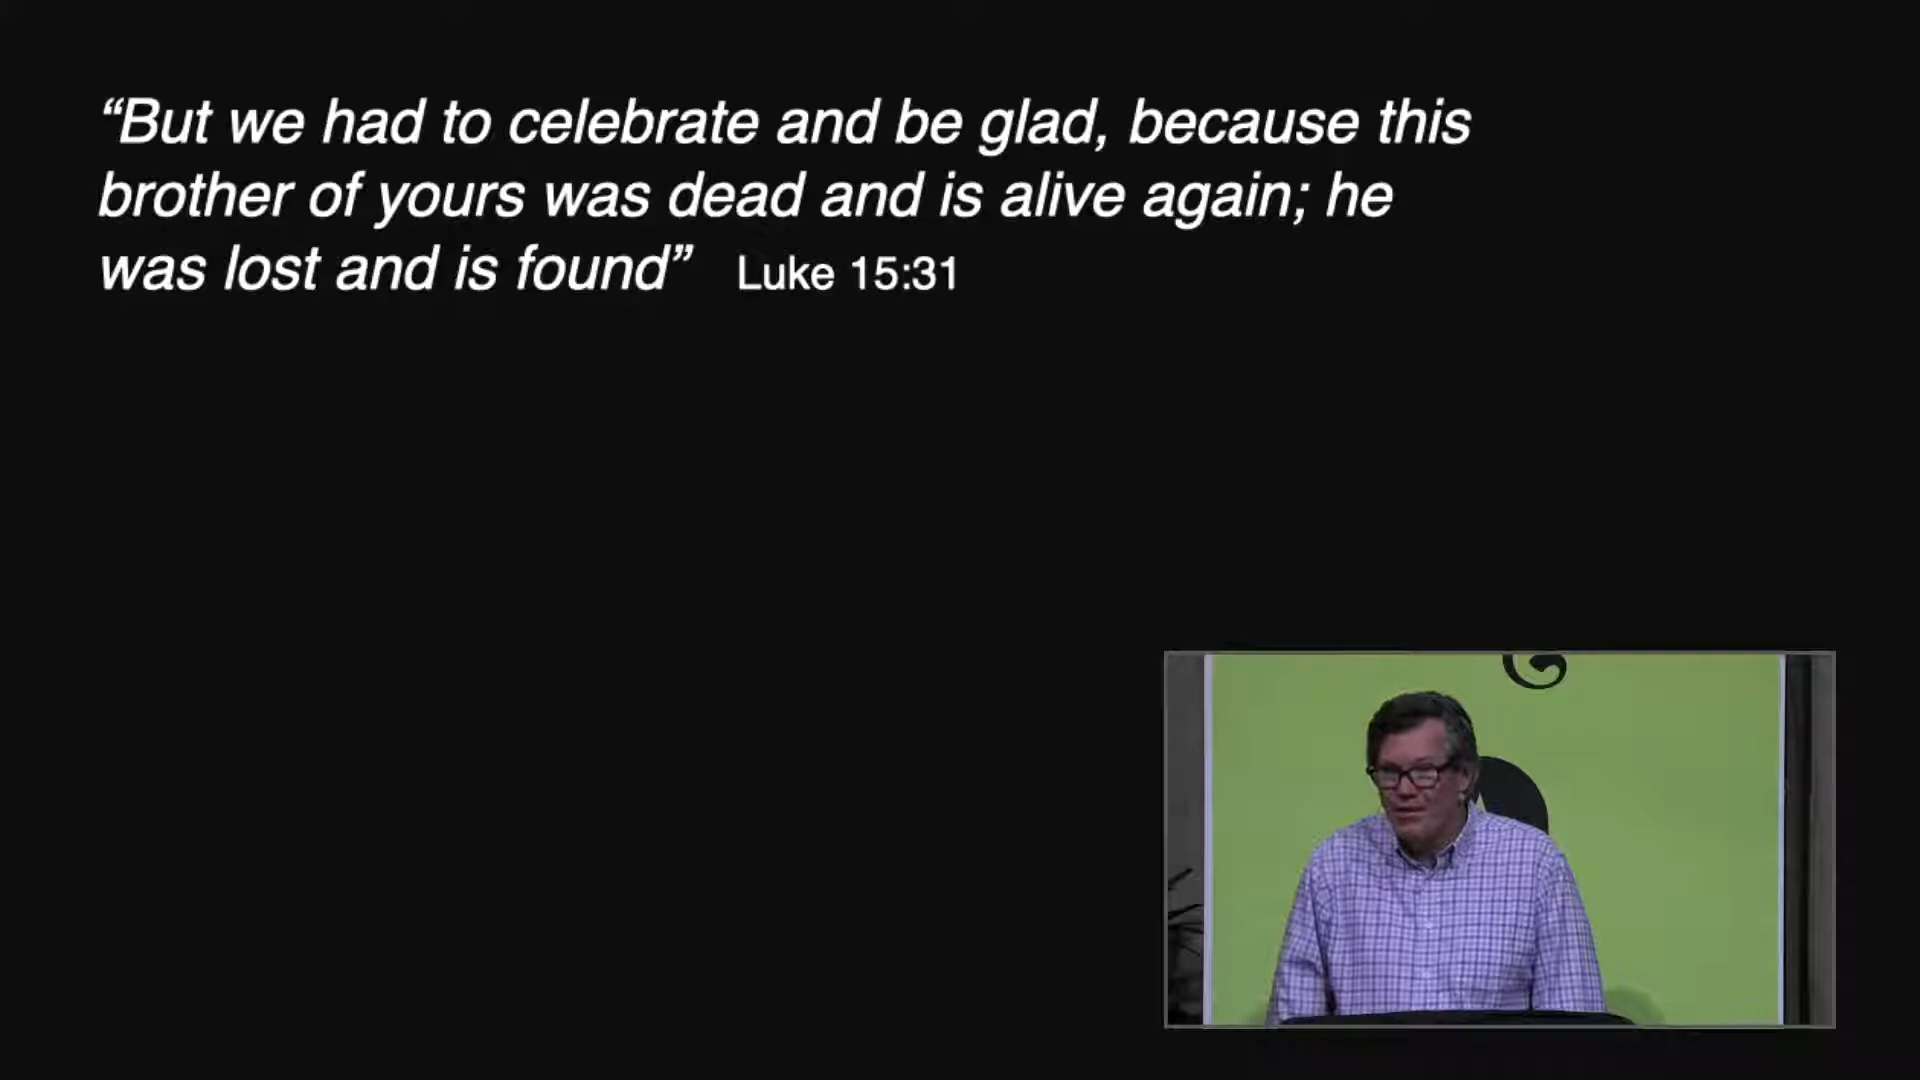 “But we had to celebrate and be glad, because this
brother of yours was dead and is alive again; he
was lost and is found” Luke 15:31